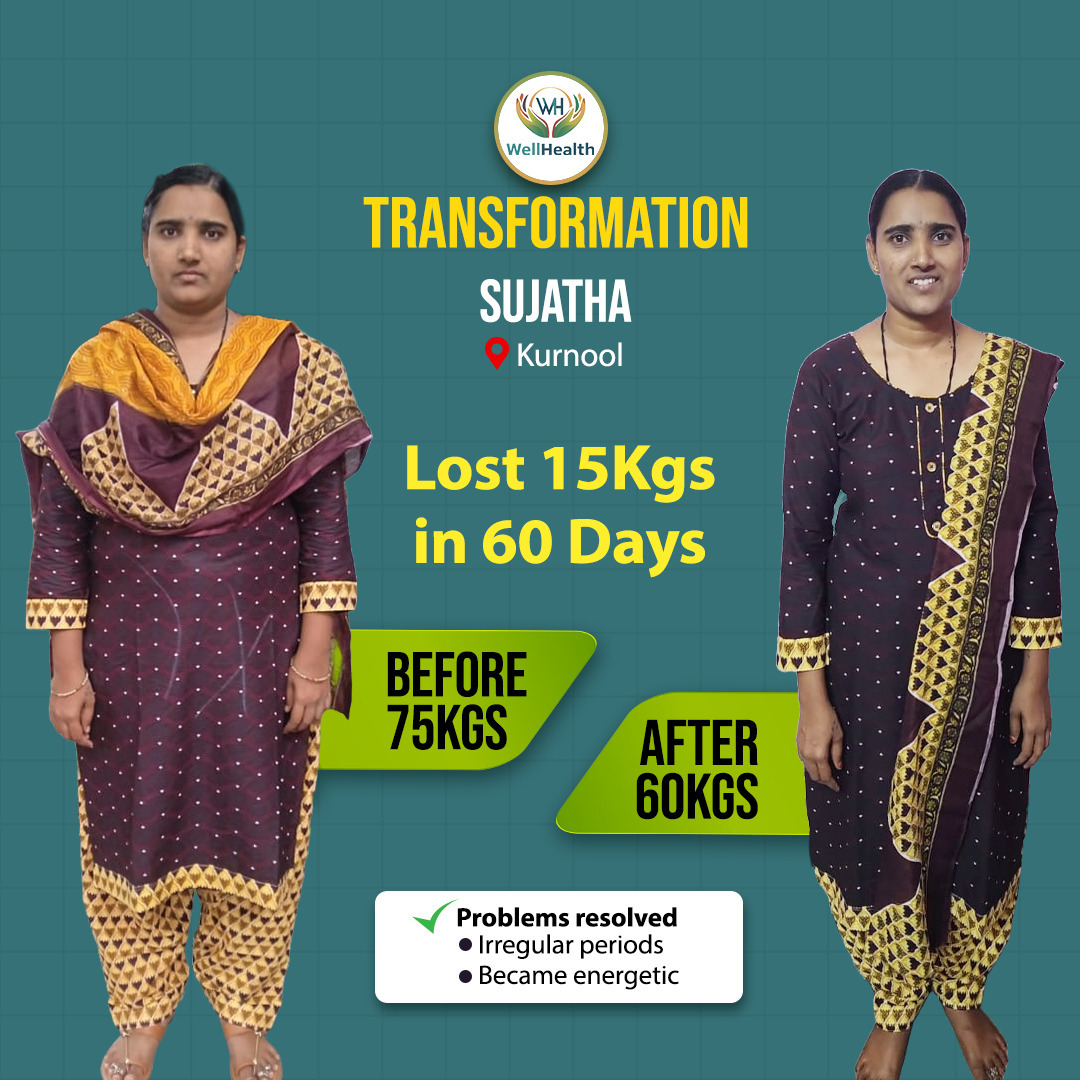 WH
WellHealth
TRANSFORMATION
SUJATHA
Kurnool
Lost 15Kgs
in 60 Days
BEFORE
75KGS
AFTER
60KGS
Problems resolved
Irregular periods
Became energetic